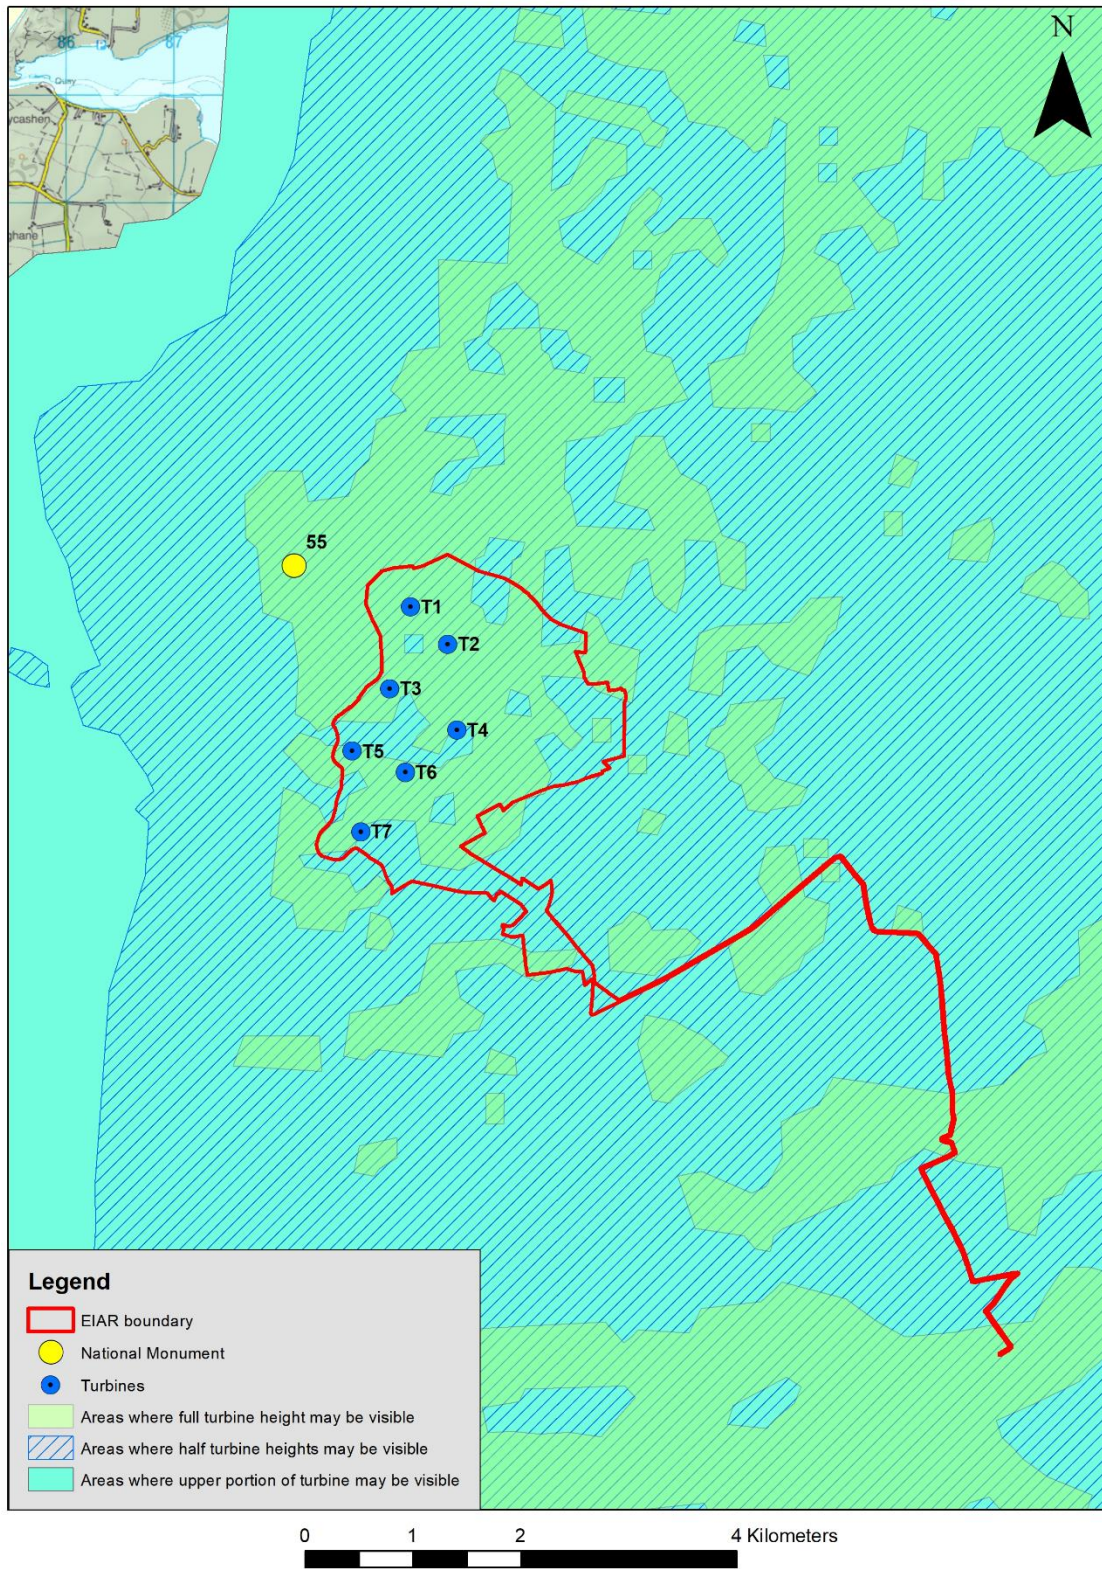 N
86
87
Quay
ycashen
ghane
55
T1
T2
T3
T4
T5
T6
T7
Legend
EIAR boundary
National Monument
Turbines
Areas where full turbine height may be visible
Areas where half turbine heights may be visible
Areas where upper portion of turbine may be visible
0 1 2 4 Kilometers